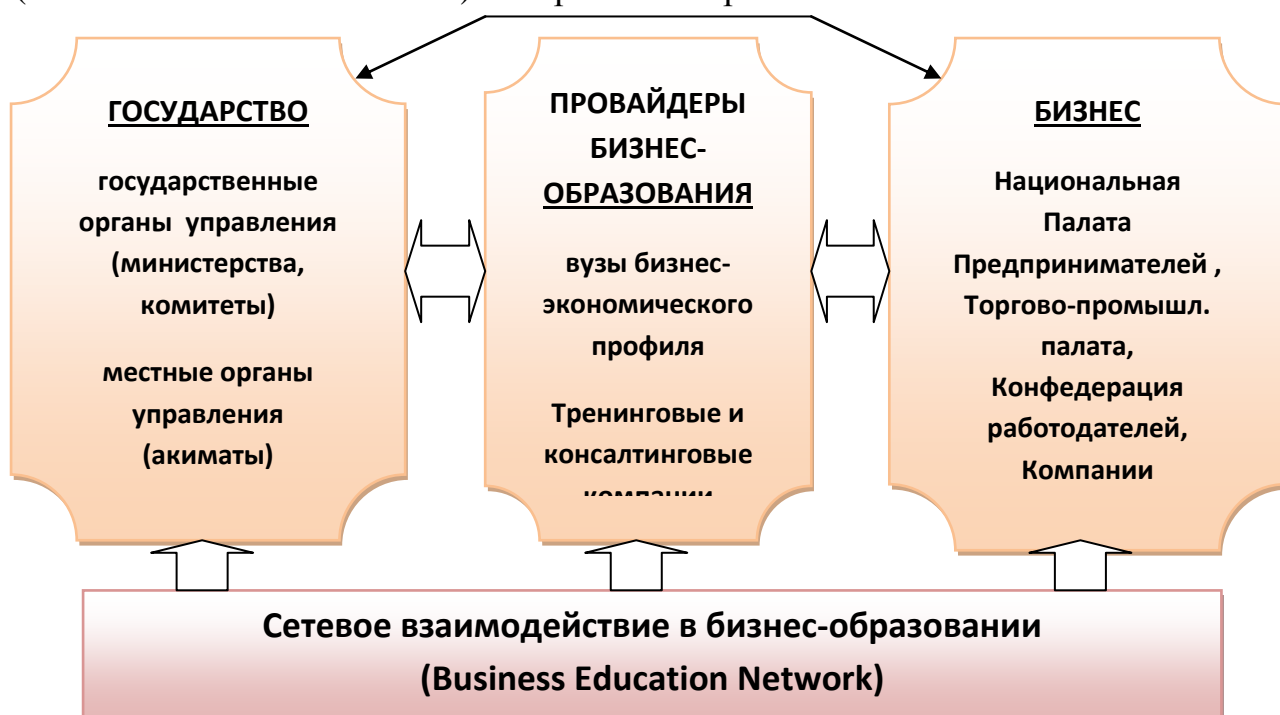 ГОСУДАРСТВО
государственные
органы управления
(министерства,
комитеты)
местные органы
управления
(акиматы)
ПРОВАЙДЕРЫ
БИЗНЕС-
ОБРАЗОВАНИЯ
вузы бизнес-
экономического
профиля
Тренинговые и
консалтинговые
компании
БИЗНЕС
Национальная
Палата
Предпринимателей ,
Торгово-промышл.
палата,
Конфедерация
работодателей,
Компании
Сетевое взаимодействие в бизнес-образовании
(Business Education Network)